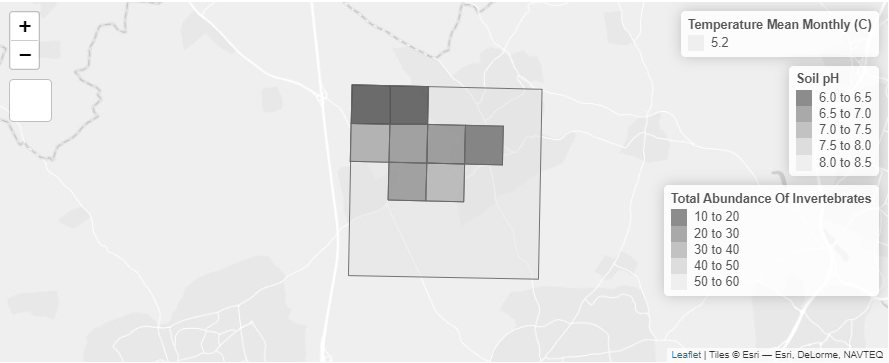 +
−
Temperature Mean Monthly (C)
5.2
Soil pH
6.0 to 6.5
6.5 to 7.0
7.0 to 7.5
7.5 to 8.0
8.0 to 8.5
Total Abundance Of Invertebrates
10 to 20
20 to 30
30 to 40
40 to 50
50 to 60
Leaflet | Tiles © Esri — Esri, DeLorme, NAVTEQ